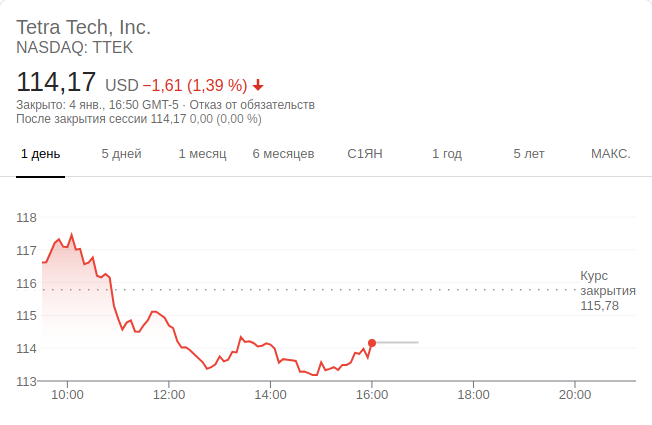 Tetra Tech, Inc.
NASDAQ: TTEK
114,17 USD −1,61 (1,39 %)
Закрыто: 4 янв., 16:50 GMT-5 · Отказ от обязательств
После закрытия сессии 114,17 0,00 (0,00 %)
1 день 5 дней 1 месяц 6 месяцев С1ЯН 1 год 5 лет МАКС.
118
117
116
115
114
113
Курс
закрытия
115,78
10:00 12:00 14:00 16:00 18:00 20:00